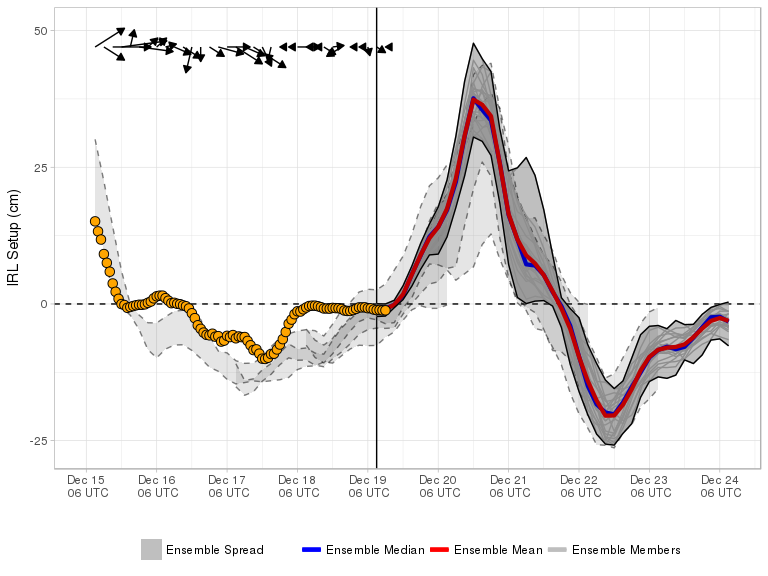 50
25
0
-25
IRL Setup (cm)
Dec 15 Dec 16 Dec 17 Dec 18 Dec 19 Dec 20 Dec 21 Dec 22 Dec 23 Dec 24
06 UTC 06 UTC 06 UTC 06 UTC 06 UTC 06 UTC 06 UTC 06 UTC 06 UTC 06 UTC
Ensemble Spread Ensemble Median Ensemble Mean Ensemble Members